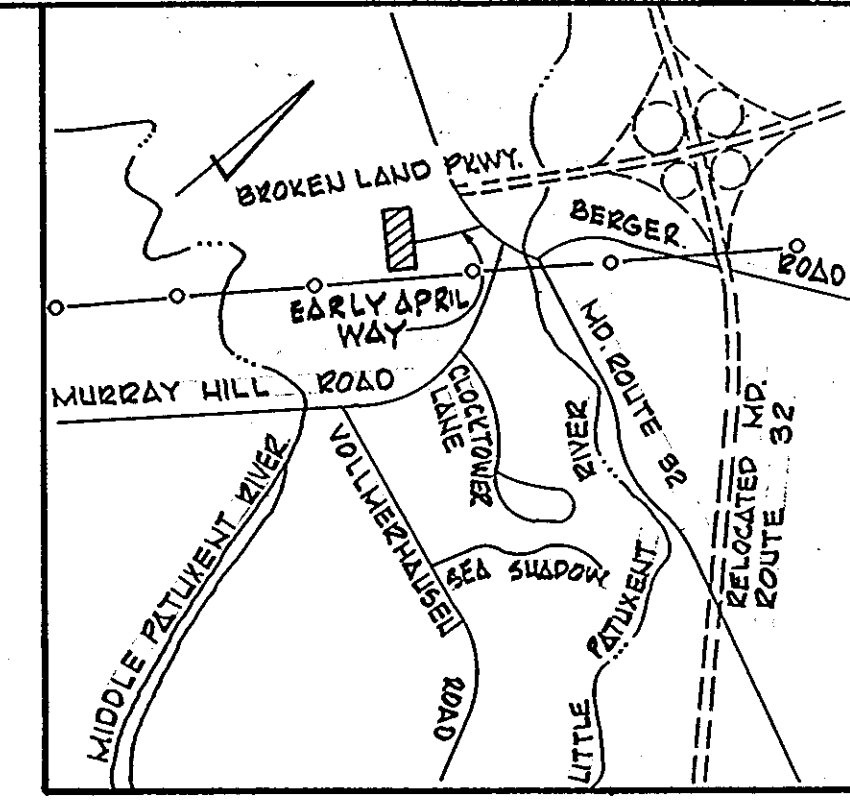 BROKEN LAND PKWY.
BERGER
ROAD
EARLY APRIL
WAY
MURRAY HILL ROAD
CLOCKTOWER
LANE
MD. ROUTE 32
RIVER
RELOCATED MD.
ROUTE 32
VOLLMERHAUSEN
ROAD
SEA SHADOW
MIDDLE PATUXENT RIVER
PATUXENT
LITTLE